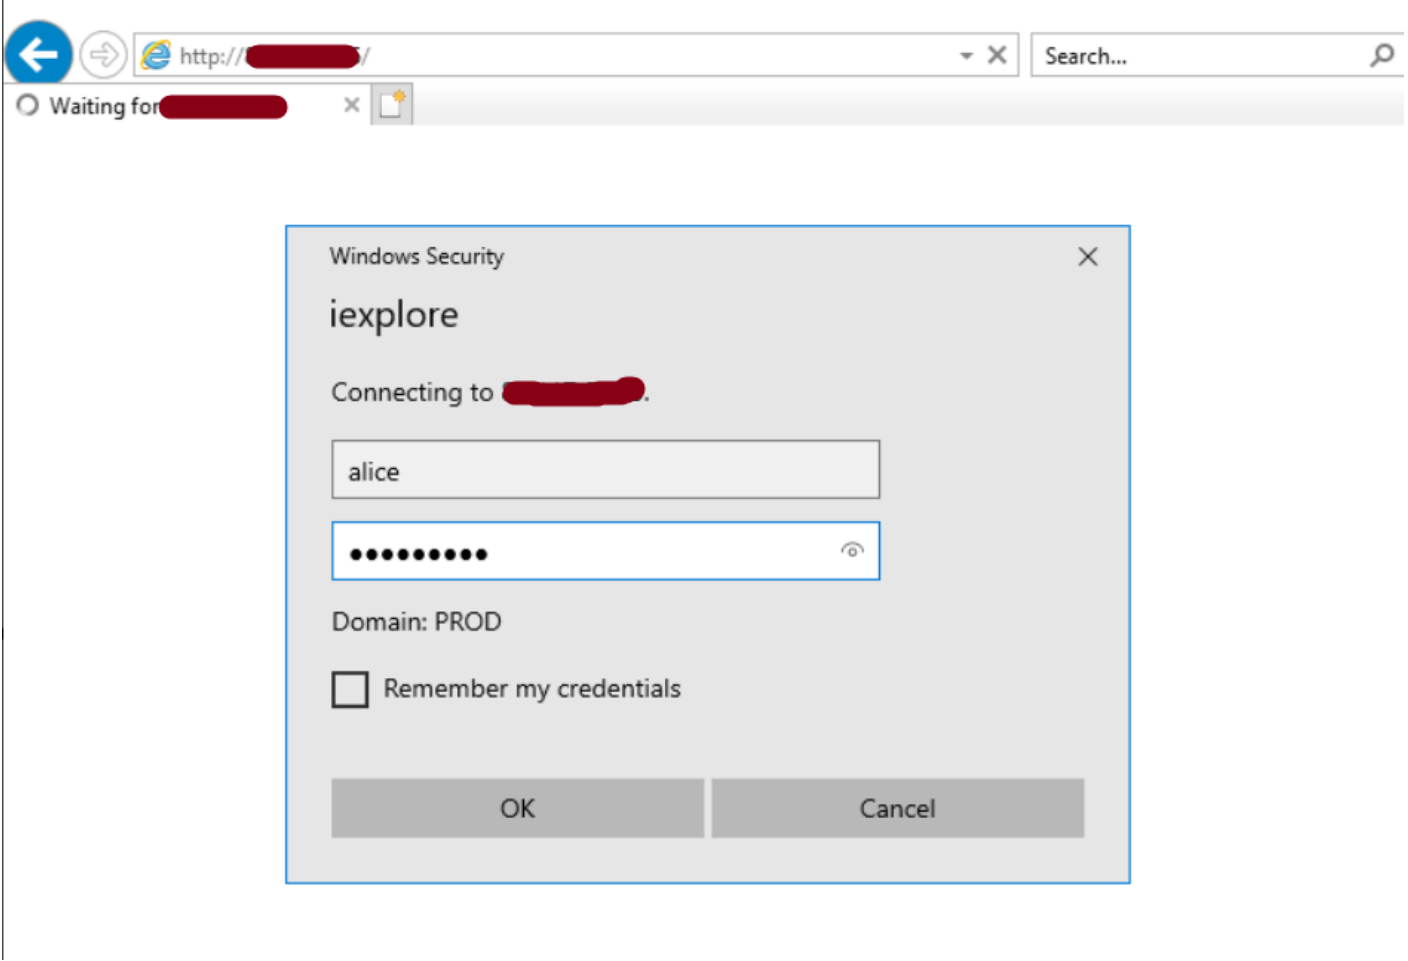 http:// /
Search...
Waiting for
Windows Security
iexplore
Connecting to .
alice
•••••••••
Domain: PROD
Remember my credentials
OK
Cancel